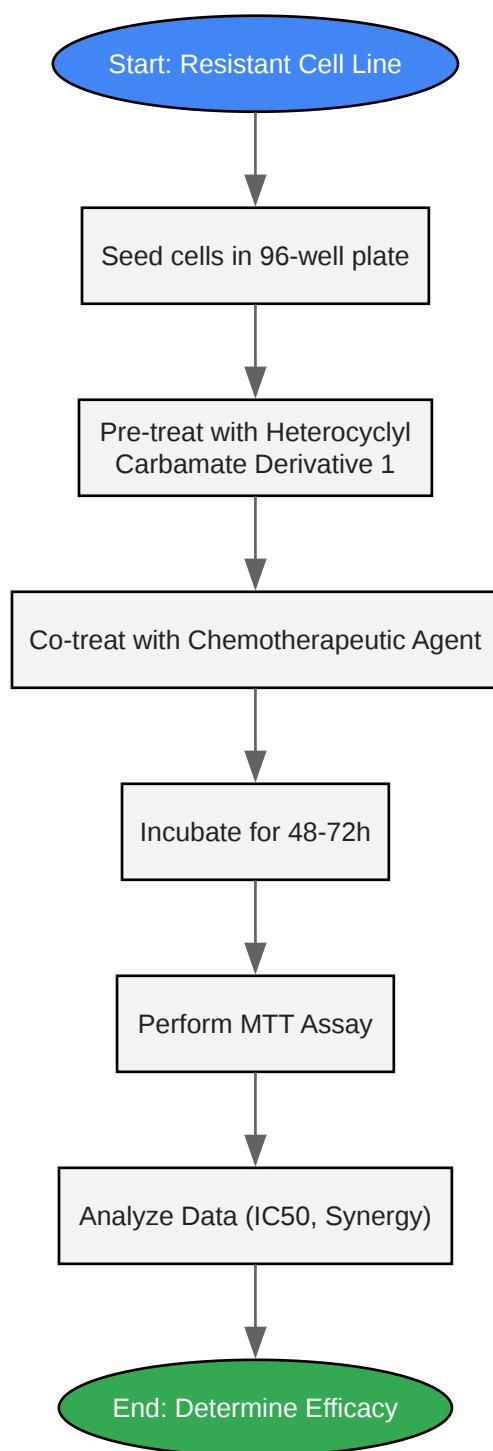 Start: Resistant Cell Line
Seed cells in 96-well plate
Pre-treat with Heterocyclyl
Carbamate Derivative 1
Co-treat with Chemotherapeutic Agent
Incubate for 48-72h
Perform MTT Assay
Analyze Data (IC50, Synergy)
End: Determine Efficacy